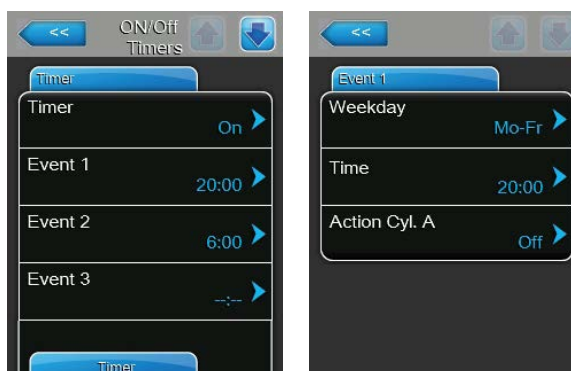 <<
ON/Off
Timers
Timer
Timer
On
Event 1
20:00
Event 2
6:00
Event 3
--:--
Timer
<<
Event 1
Weekday
Mo-Fr
Time
20:00
Action Cyl. A
Off